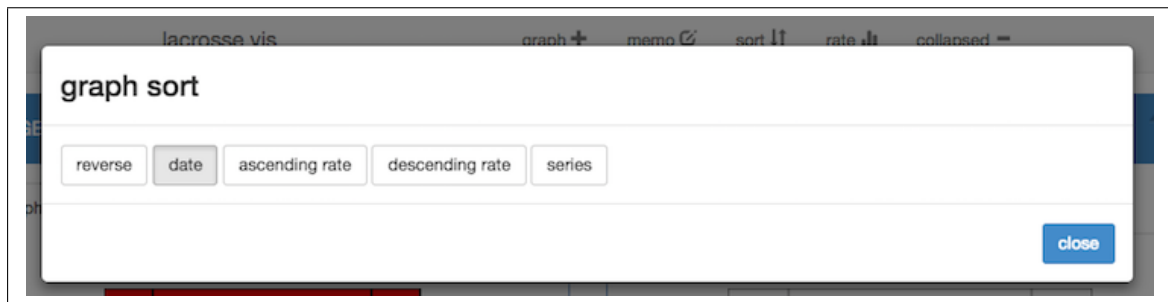 lacrosse vis graph memo sort rate collapsed
graph sort
reverse date ascending rate descending rate series
close